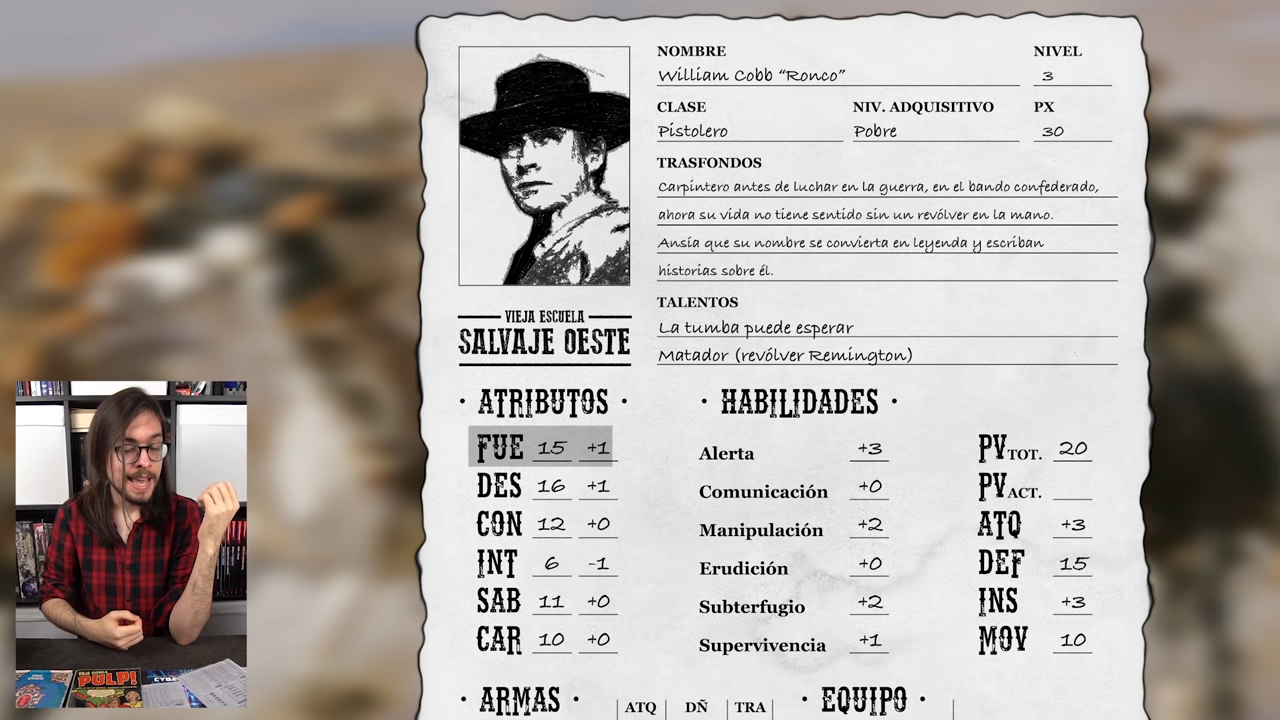 NOMBRE NIVEL
William Cobb “Ronco” 3
CLASE NIV. ADQUISITIVO PX
Pistolero Pobre 30
TRASFONDOS
Carpintero antes de luchar en la guerra, en el bando confederado,
ahora su vida no tiene sentido sin un revólver en la mano.
Ansía que su nombre se convierta en leyenda y escriban
historias sobre él.
VIEJA ESCUELA
SALVAJE OESTE
TALENTOS
La tumba puede esperar
Matador (revólver Remington)
· ATRIBUTOS · · HABILIDADES ·
FUE 15 +1 Alerta +3 PV TOT. 20
DES 16 +1 Comunicación +0 PV ACT.
CON 12 +0 Manipulación +2 ATQ +3
INT 6 -1 Erudición +0 DEF 15
SAB 11 +0 Subterfugio +2 INS +3
CAR 10 +0 Supervivencia +1 MOV 10
· ARMAS · ATQ DÑ TRA · EQUIPO ·
PULP!